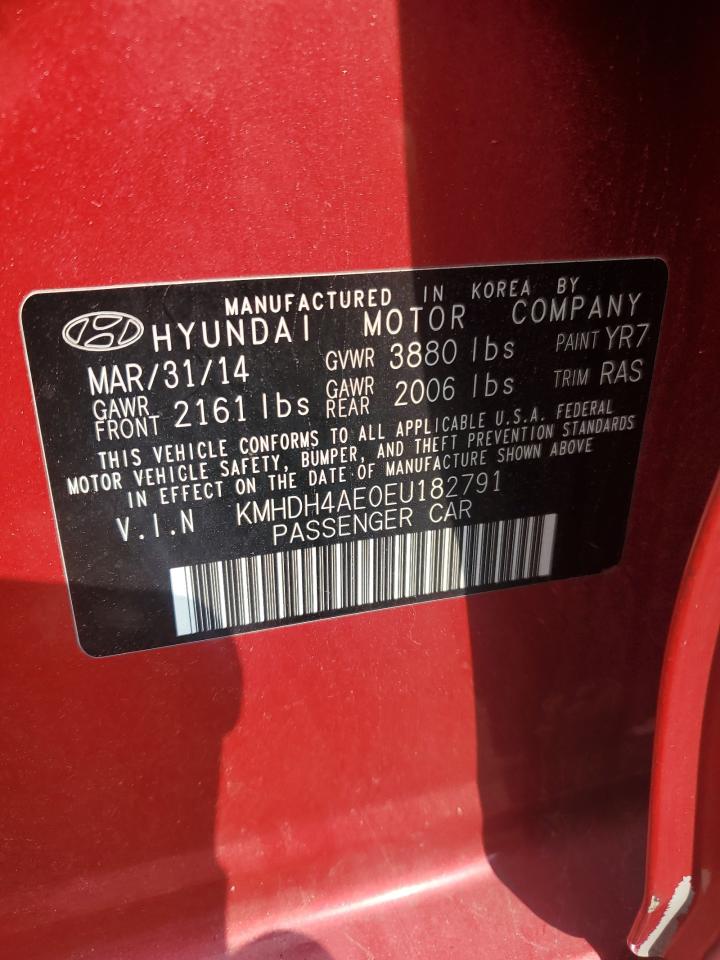 MANUFACTURED IN KOREA BY
HYUNDAI MOTOR COMPANY
MAR/31/14 GVWR 3880 lbs PAINT YR7
GAWR FRONT 2161 lbs GAWR REAR 2006 lbs TRIM RAS
THIS VEHICLE CONFORMS TO ALL APPLICABLE U.S.A. FEDERAL
MOTOR VEHICLE SAFETY, BUMPER, AND THEFT PREVENTION STANDARDS
IN EFFECT ON THE DATE OF MANUFACTURE SHOWN ABOVE
V.I.N KMHDH4AE0EU182791
PASSENGER CAR